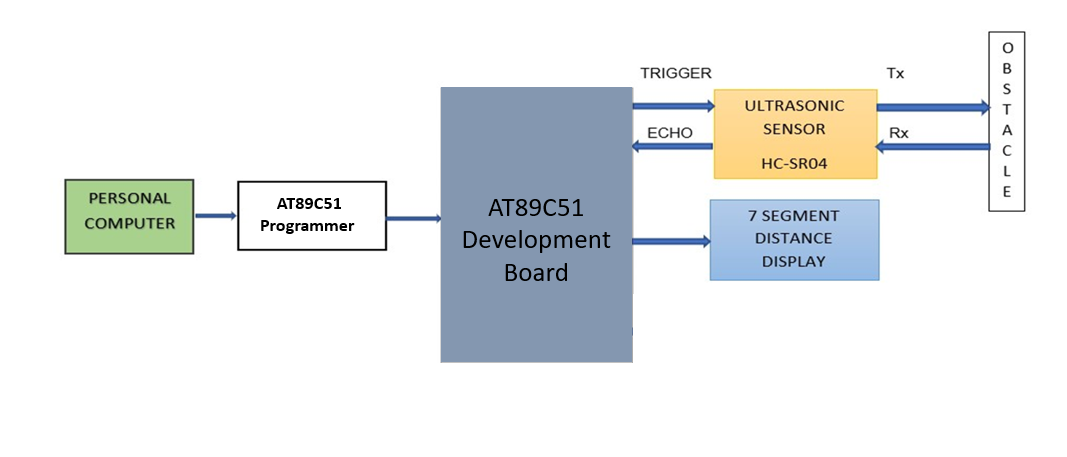 PERSONAL
COMPUTER
AT89C51
Programmer
AT89C51
Development
Board
TRIGGER
ECHO
ULTRASONIC
SENSOR
HC-SR04
Tx
Rx
O
B
S
T
A
C
L
E
7 SEGMENT
DISTANCE
DISPLAY